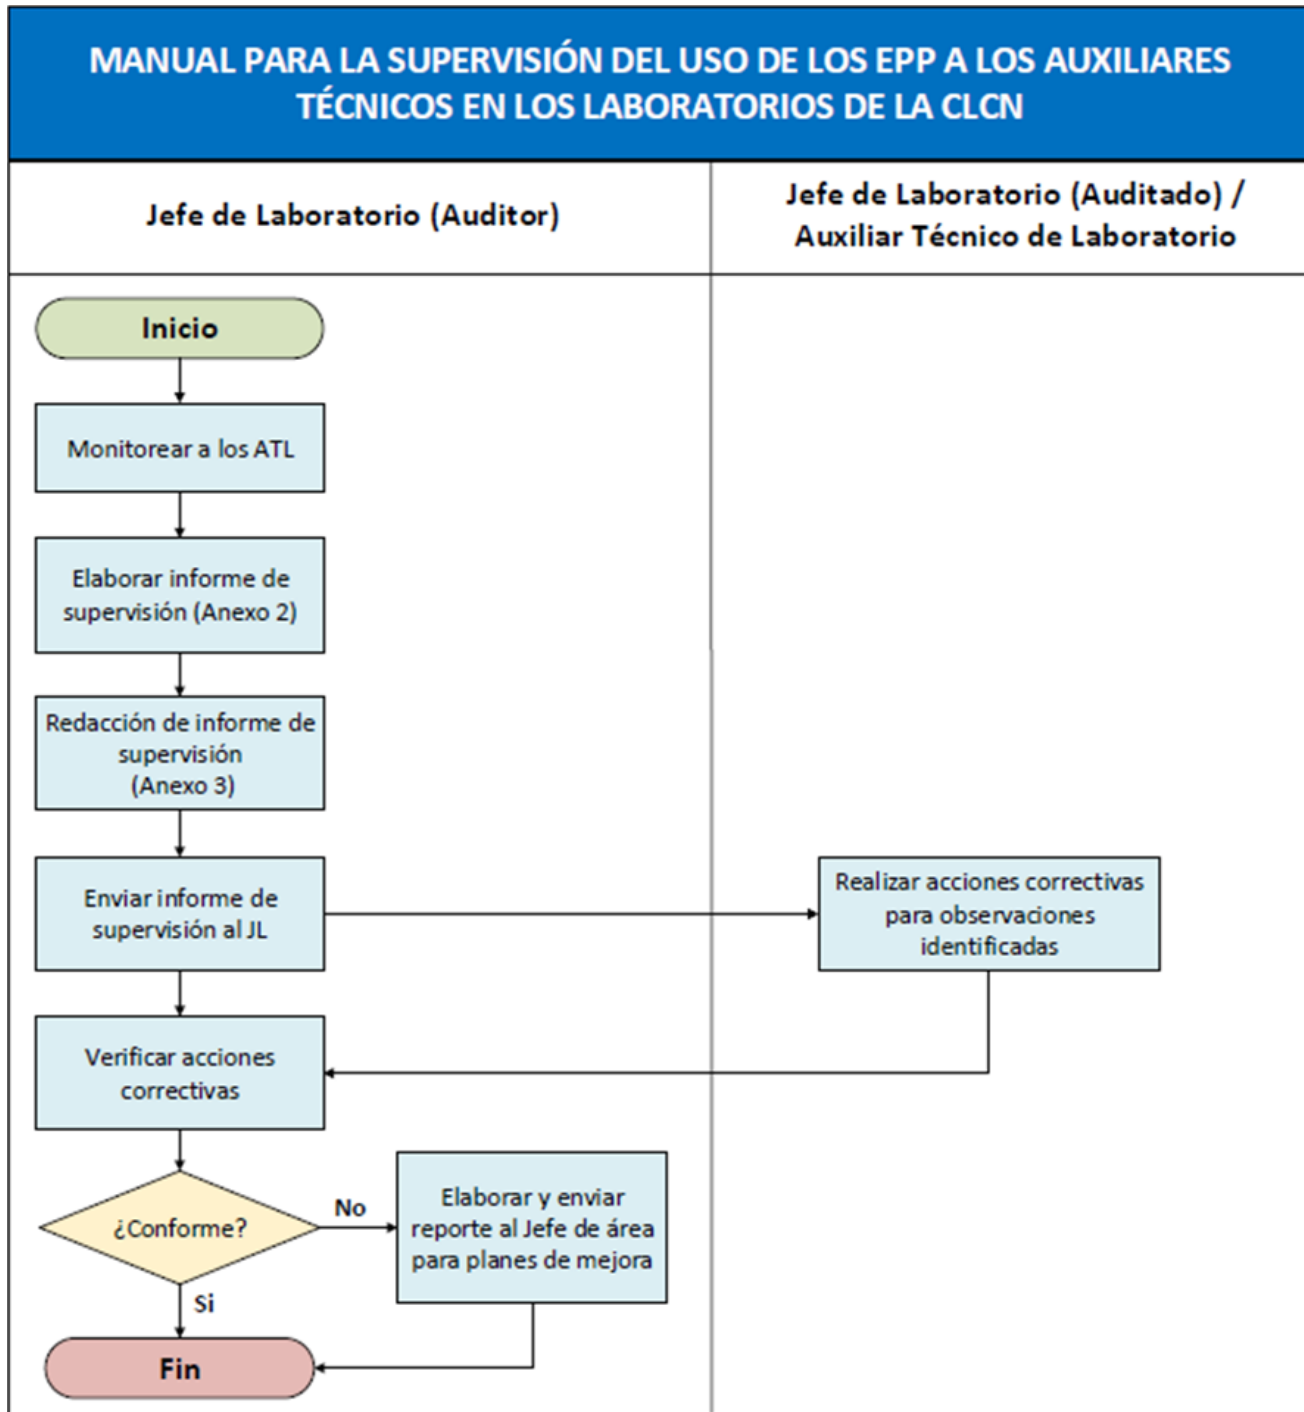 MANUAL PARA LA SUPERVISIÓN DEL USO DE LOS EPP A LOS AUXILIARES
TÉCNICOS EN LOS LABORATORIOS DE LA CLCN
Jefe de Laboratorio (Auditor)
Jefe de Laboratorio (Auditado) /
Auxiliar Técnico de Laboratorio
Inicio
Monitorear a los ATL
Elaborar informe de
supervisión (Anexo 2)
Redacción de informe de
supervisión
(Anexo 3)
Enviar informe de
supervisión al JL
Realizar acciones correctivas
para observaciones
identificadas
Verificar acciones
correctivas
¿Conforme?
No
Elaborar y enviar
reporte al Jefe de área
para planes de mejora
Si
Fin